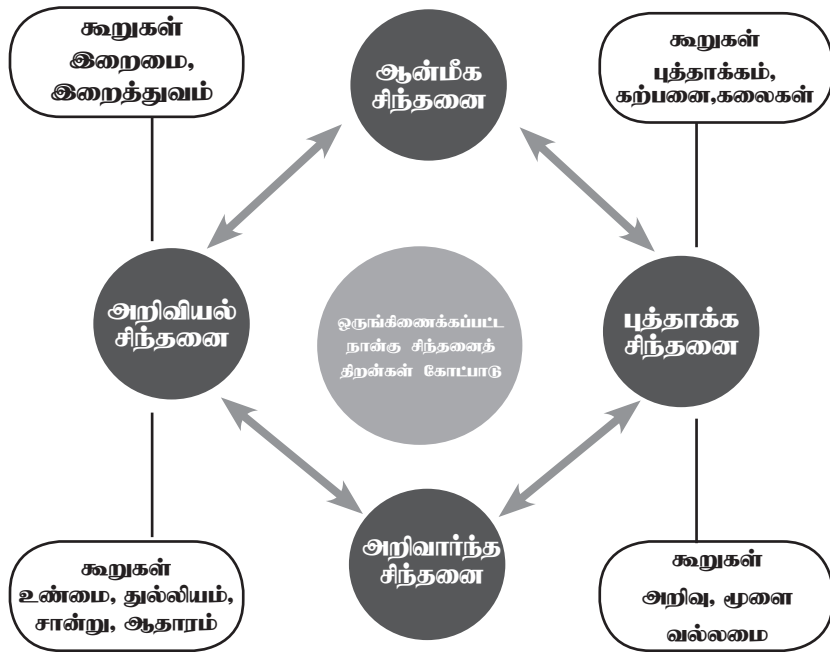 கூறுகள்
இறைமை,
இறைத்துவம்
ஆன்மீக
சிந்தனை
கூறுகள்
புத்தாக்கம்,
கற்பனை,கலைகள்
அறிவியல்
சிந்தனை
ஒருங்கிணைக்கப்பட்ட
நான்கு சிந்தனைத்
திறன்கள் கோட்பாடு
புத்தாக்க
சிந்தனை
கூறுகள்
உண்மை, துல்லியம்,
சான்று, ஆதாரம்
அறிவார்ந்த
சிந்தனை
கூறுகள்
அறிவு, மூளை
வல்லமை